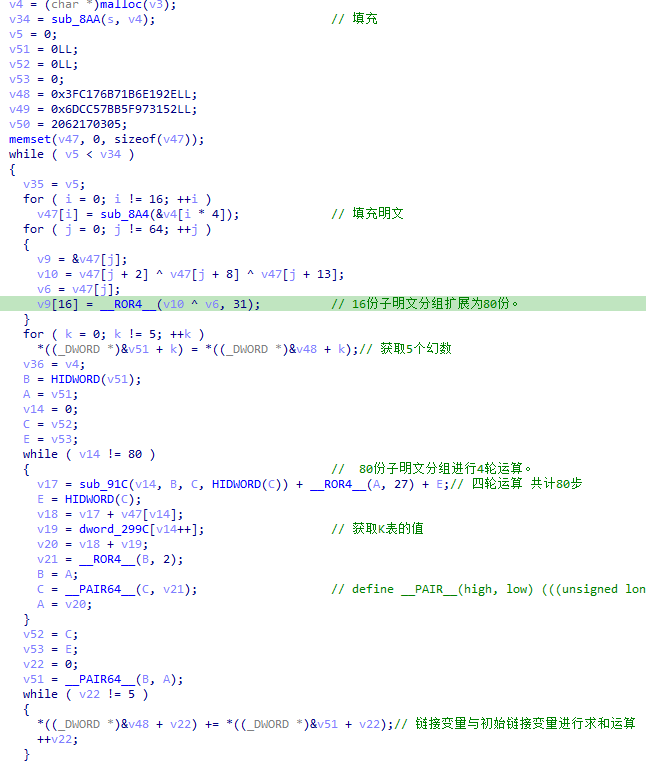 v4 = (char *)malloc(v3);
v34 = sub_8AA(s, v4); // 填充
v5 = 0;
v51 = 0LL;
v52 = 0LL;
v53 = 0;
v48 = 0x3FC176B71B6E192ELL;
v49 = 0x6DCC57BB5F973152LL;
v50 = 2062170305;
memset(v47, 0, sizeof(v47));
while ( v5 < v34 )
{
v35 = v5;
for ( i = 0; i != 16; ++i )
v47[i] = sub_8A4(&v4[i * 4]); // 填充明文
for ( j = 0; j != 64; ++j )
{
v9 = &v47[j];
v10 = v47[j + 2] ^ v47[j + 8] ^ v47[j + 13];
v6 = v47[j];
v9[16] = __ROR4__(v10 ^ v6, 31); // 16份子明文分组扩展为80份。
}
for ( k = 0; k != 5; ++k )
*((_DWORD *)&v51 + k) = *((_DWORD *)&v48 + k);// 获取5个幻数
v36 = v4;
B = HIDWORD(v51);
A = v51;
v14 = 0;
C = v52;
E = v53;
while ( v14 != 80 )
{ // 80份子明文分组进行4轮运算。
v17 = sub_91C(v14, B, C, HIDWORD(C)) + __ROR4__(A, 27) + E;// 四轮运算 共计80步
E = HIDWORD(C);
v18 = v17 + v47[v14];
v19 = dword_299C[v14++]; // 获取K表的值
v20 = v18 + v19;
v21 = __ROR4__(B, 2);
B = A;
C = __PAIR64__(C, v21); // define __PAIR__(high, low) (((unsigned lon
A = v20;
}
v52 = C;
v53 = E;
v22 = 0;
v51 = __PAIR64__(B, A);
while ( v22 != 5 )
{
*((_DWORD *)&v48 + v22) += *((_DWORD *)&v51 + v22);// 链接变量与初始链接变量进行求和运算
++v22;
}